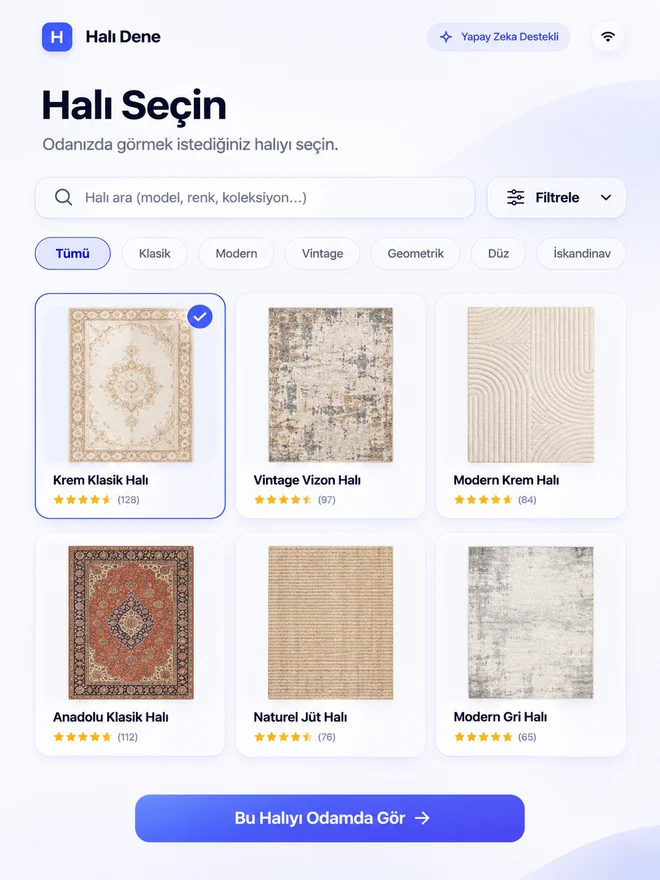 H Halı Dene
Yapay Zeka Destekli
Halı Seçin
Odanızda görmek istediğiniz halıyı seçin.
Halı ara (model, renk, koleksiyon...)
Filtrele
Tümü
Klasik
Modern
Vintage
Geometrik
Düz
İskandinav
Krem Klasik Halı
(128)
Vintage Vizon Halı
(97)
Modern Krem Halı
(84)
Anadolu Klasik Halı
(112)
Naturel Jüt Halı
(76)
Modern Gri Halı
(65)
Bu Halıyı Odamda Gör →